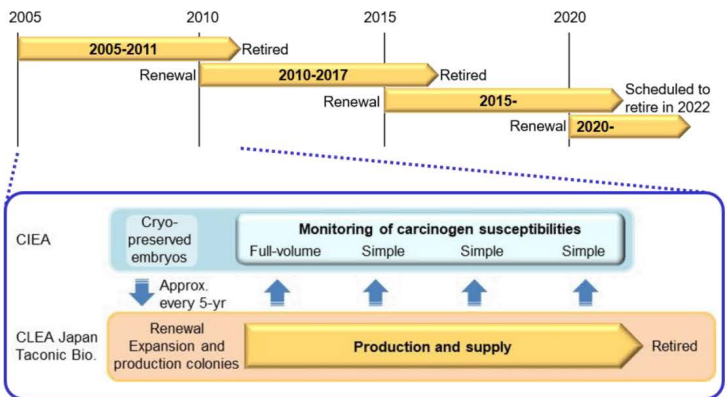 2005 2010 2015 2020
2005-2011 Retired
Renewal 2010-2017 Retired
Renewal 2015- Scheduled to
retire in 2022
Renewal 2020-
CIEA
Cryo-
preserved
embryos
Monitoring of carcinogen susceptibilities
Full-volume Simple Simple Simple
Approx.
every 5-yr
CLEA Japan
Taconic Bio.
Renewal
Expansion and
production colonies
Production and supply
Retired